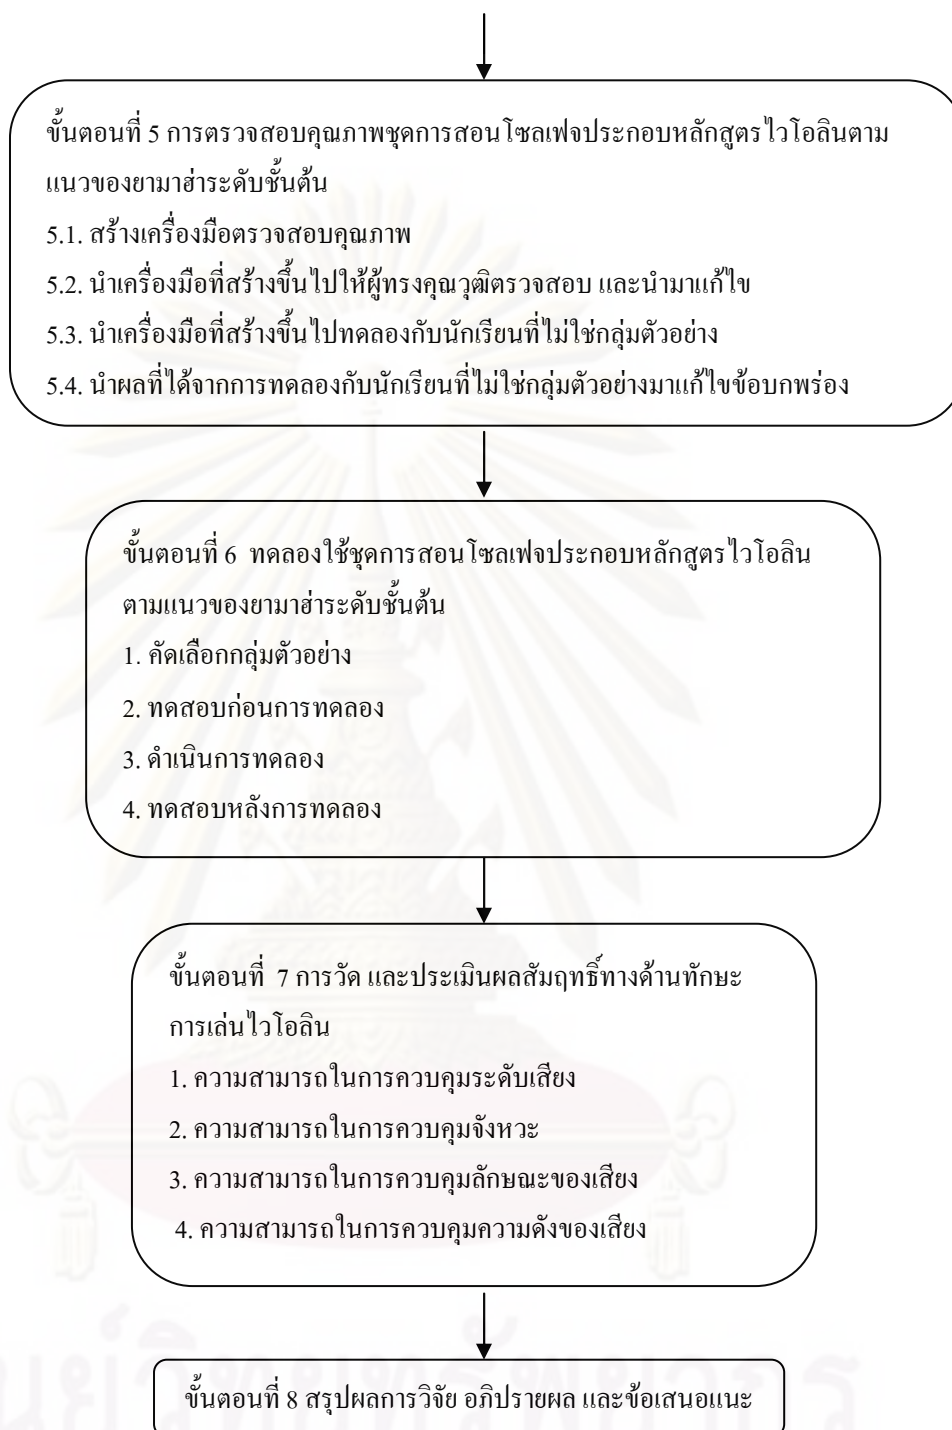 ขั้นตอนที่ 5 การตรวจสอบคุณภาพชุดการสอนโซลเฟจประกอบหลักสูตรไวโอลินตาม
แนวของยามาฮ่าระดับชั้นต้น
5.1. สร้างเครื่องมือตรวจสอบคุณภาพ
5.2. นำเครื่องมือที่สร้างขึ้นไปให้ผู้ทรงคุณวุฒิตรวจสอบ และนำมาแก้ไข
5.3. นำเครื่องมือที่สร้างขึ้นไปทดลองกับนักเรียนที่ไม่ใช่กลุ่มตัวอย่าง
5.4. นำผลที่ได้จากการทดลองกับนักเรียนที่ไม่ใช่กลุ่มตัวอย่างมาแก้ไขข้อบกพร่อง
ขั้นตอนที่ 6 ทดลองใช้ชุดการสอนโซลเฟจประกอบหลักสูตรไวโอลิน
ตามแนวของยามาฮ่าระดับชั้นต้น
1. คัดเลือกกลุ่มตัวอย่าง
2. ทดสอบก่อนการทดลอง
3. ดำเนินการทดลอง
4. ทดสอบหลังการทดลอง
ขั้นตอนที่ 7 การวัด และประเมินผลสัมฤทธิ์ทางด้านทักษะ
การเล่นไวโอลิน
1. ความสามารถในการควบคุมระดับเสียง
2. ความสามารถในการควบคุมจังหวะ
3. ความสามารถในการควบคุมลักษณะของเสียง
4. ความสามารถในการควบคุมความดังของเสียง
ขั้นตอนที่ 8 สรุปผลการวิจัย อภิปรายผล และข้อเสนอแนะ